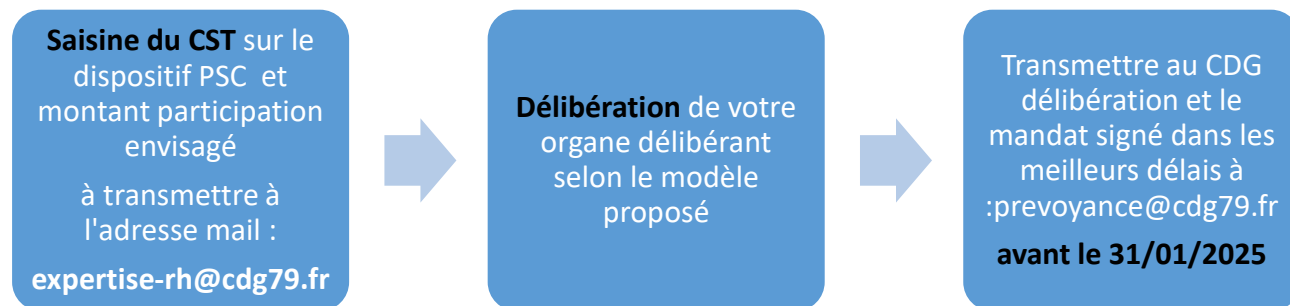 Saisine du CST sur le
dispositif PSC et
montant participation
envisagé
à transmettre à
l'adresse mail :
expertise-rh@cdg79.fr
Délibération de votre
organe délibérant
selon le modèle
proposé
Transmettre au CDG
délibération et le
mandat signé dans les
meilleurs délais à
:prevoyance@cdg79.fr
avant le 31/01/2025